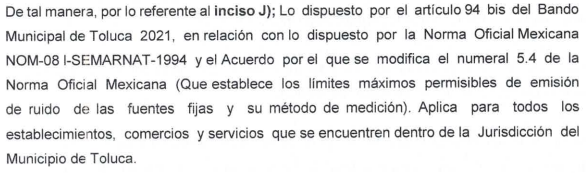 De tal manera, por lo referente al inciso J); Lo dispuesto por el artículo 94 bis del Bando
Municipal de Toluca 2021, en relación con lo dispuesto por la Norma Oficial Mexicana
NOM-08 I-SEMARNAT-1994 y el Acuerdo por el que se modifica el numeral 5.4 de la
Norma Oficial Mexicana (Que establece los límites máximos permisibles de emisión
de ruido de las fuentes fijas y su método de medición). Aplica para todos los
establecimientos, comercios y servicios que se encuentren dentro de la Jurisdicción del
Municipio de Toluca.